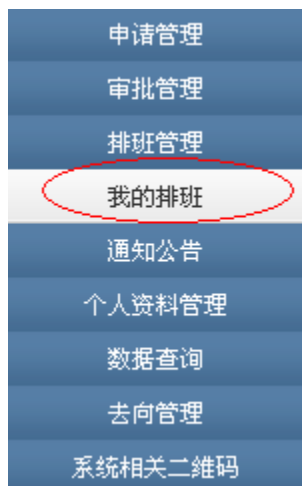 申请管理
审批管理
排班管理
我的排班
通知公告
个人资料管理
数据查询
去向管理
系统相关二维码